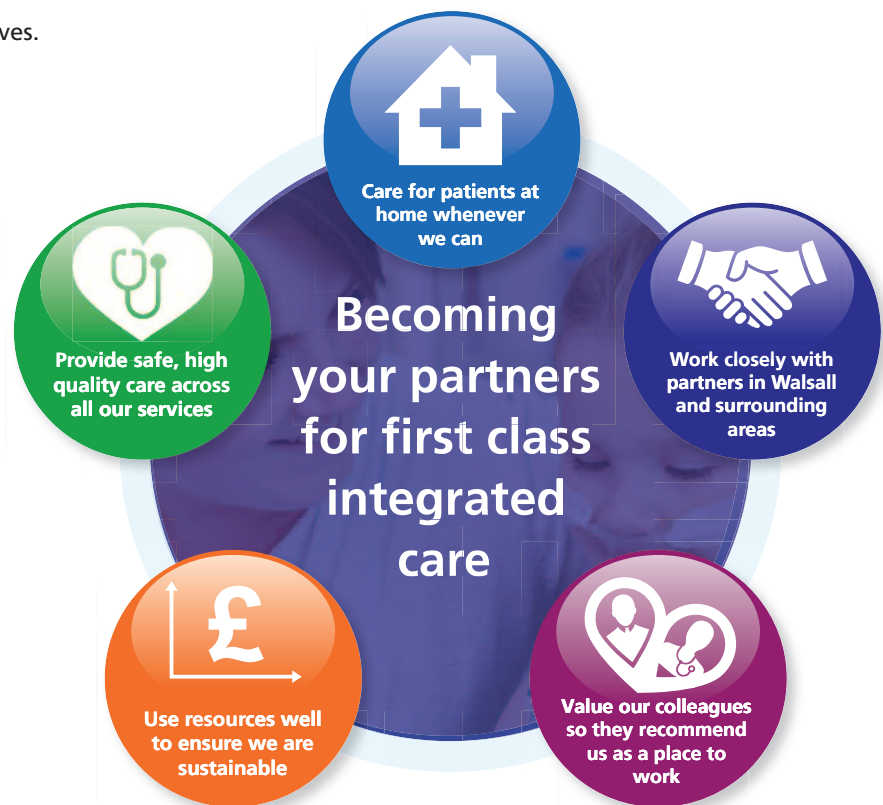 ves.
Care for patients at
home whenever
we can
Provide safe, high
quality care across
all our services
Work closely with
partners in Walsall
and surrounding
areas
Becoming
your partners
for first class
integrated
care
£
Use resources well
to ensure we are
sustainable
Value our colleagues
so they recommend
us as a place to
work